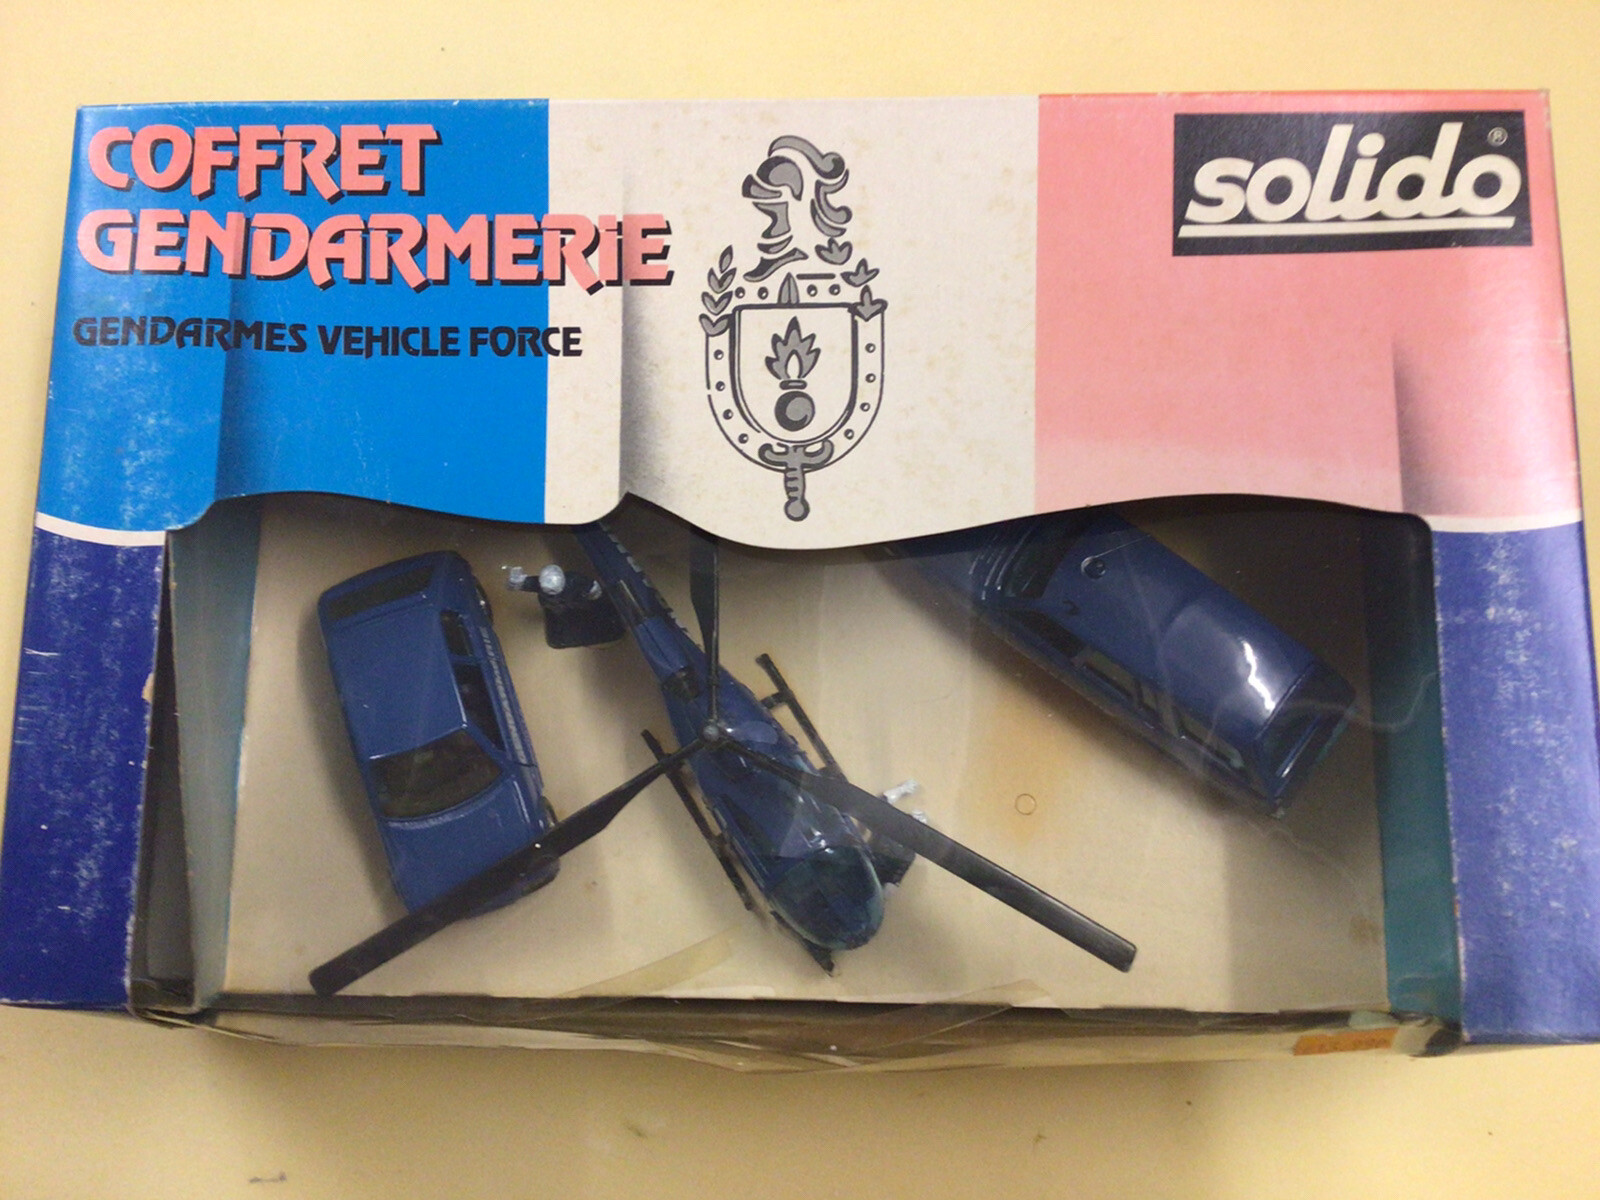 COFFRET
GENDARMERIE
GENDARMES VEHICLE FORCE
solido®